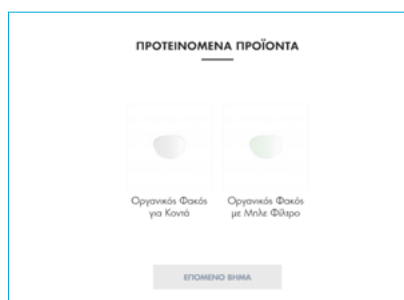 ΠΡΟΤΕΙΝΟΜΕΝΑ ΠΡΟΪΟΝΤΑ
Οργανικός Φακός
για Κοντά
Οργανικός Φακός
με Μπλε Φίλτρο
ΕΠΟΜΕΝΟ ΒΗΜΑ